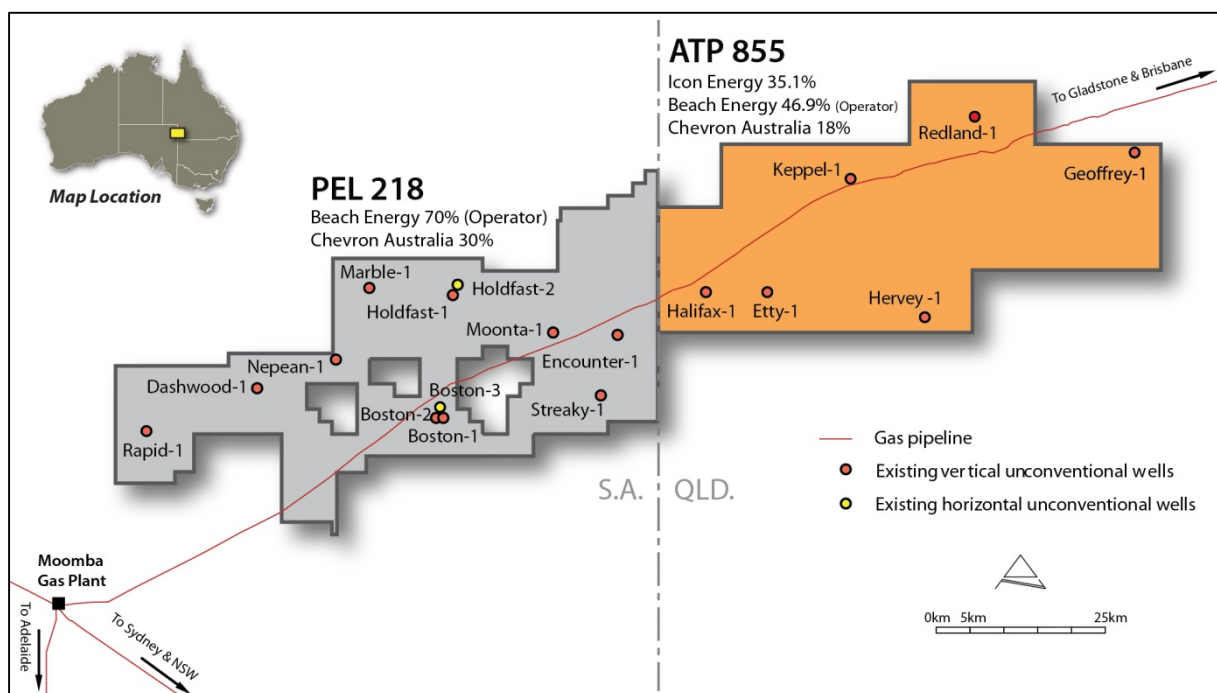 ATP 855
Icon Energy 35.1%
Beach Energy 46.9% (Operator)
Chevron Australia 18%
To Gladstone & Brisbane
Redland-1
Keppel-1
Geoffrey-1
Map Location
PEL 218
Beach Energy 70% (Operator)
Chevron Australia 30%
Marble-1
Holdfast-2
Holdfast-1
Moonta-1
Encounter-1
Halifax-1
Etty-1
Hervey -1
Nepean-1
Dashwood-1
Boston-3
Boston-2
Boston-1
Streaky-1
Rapid-1
S.A.
QLD.
Gas pipeline
Existing vertical unconventional wells
Existing horizontal unconventional wells
Moomba
Gas Plant
To Adelaide
To Sydney & NSW
0km 5km 25km